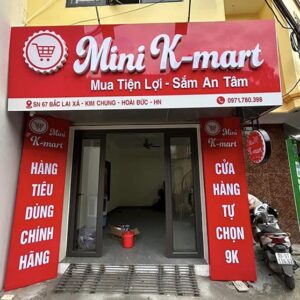 Mini K-mart
Mua Tiện Lợi - Sắm An Tâm
SN 67 BẮC LAI XÁ - KIM CHUNG - HOÀI ĐỨC - HN
0971.780.398
Mini
K-mart
HÀNG
TIÊU
DÙNG
CHÍNH
HÃNG
Mini
K-mart
CỬA
HÀNG
TỰ
CHỌN
9K